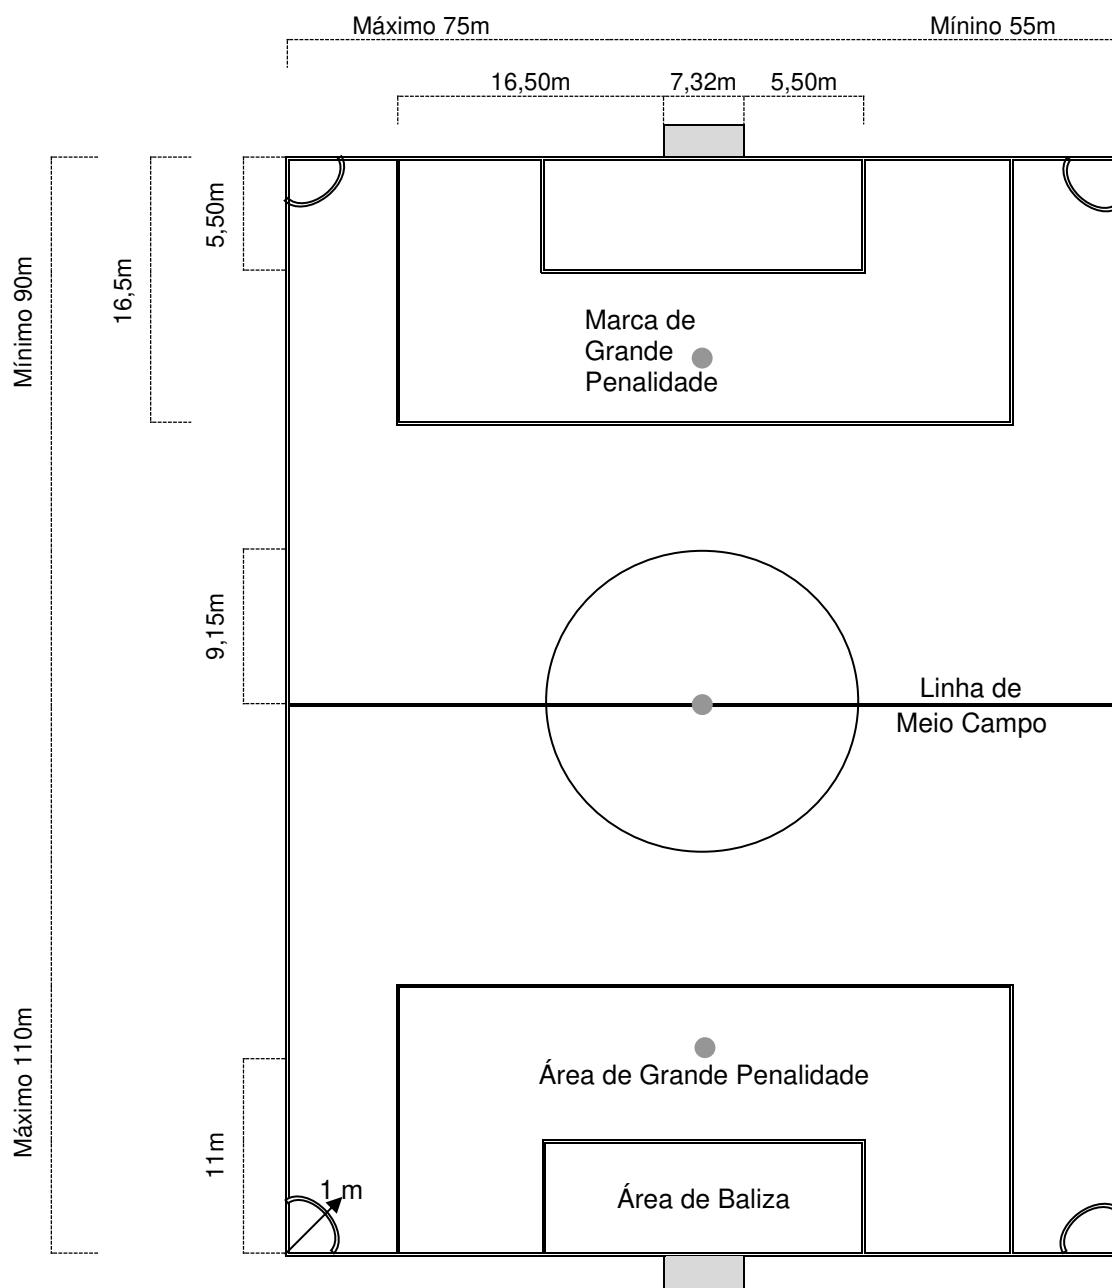 Máximo 75m
Mínino 55m
16,50m
7,32m
5,50m
5,50m
16,5m
Mínimo 90m
Marca de
Grande
Penalidade
9,15m
Linha de
Meio Campo
Máximo 110m
11m
Área de Grande Penalidade
1 m
Área de Baliza